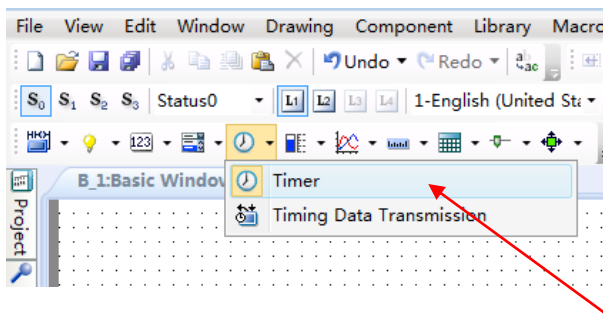 File View Edit Window Drawing Component Library Macro
Undo Redo
S0 S1 S2 S3 Status0 L1 L2 L3 L4 1-English (United Sta
123
B_1:Basic Window
Timer
Timing Data Transmission
Project